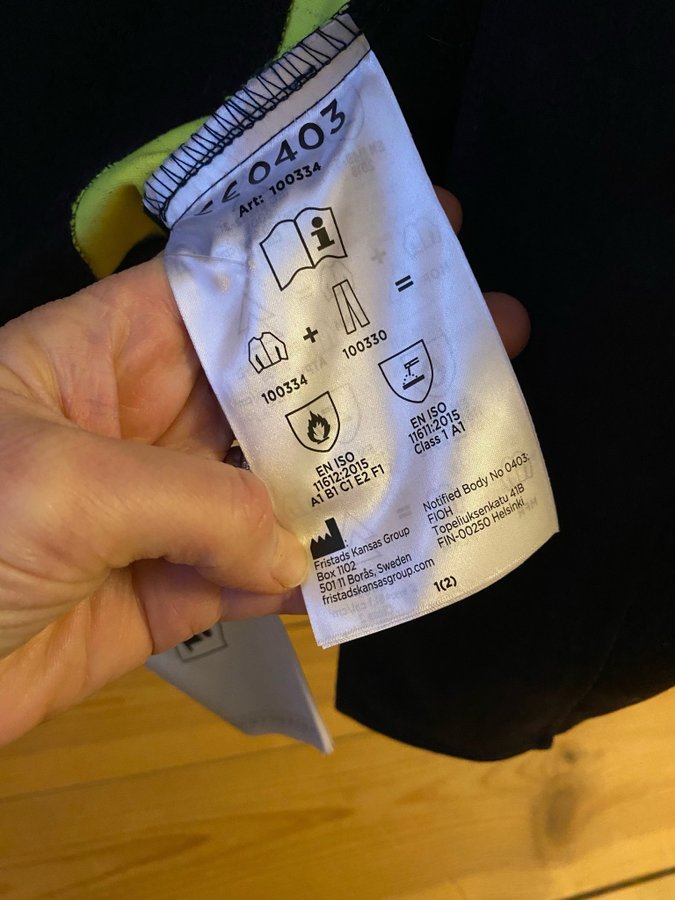 CE0403
Art: 100334
i
+ =
100334
100330
EN ISO
11612:2015
A1 B1 C1 E2 F1
EN ISO
11611:2015
Class 1 A1
Fristads Kansas Group
Box 1102
501 11 Borås, Sweden
fristadskansasgroup.com
Notified Body No 0403:
FIOH
Topeliuksenkatu 41B
FIN-00250 Helsinki
1(2)